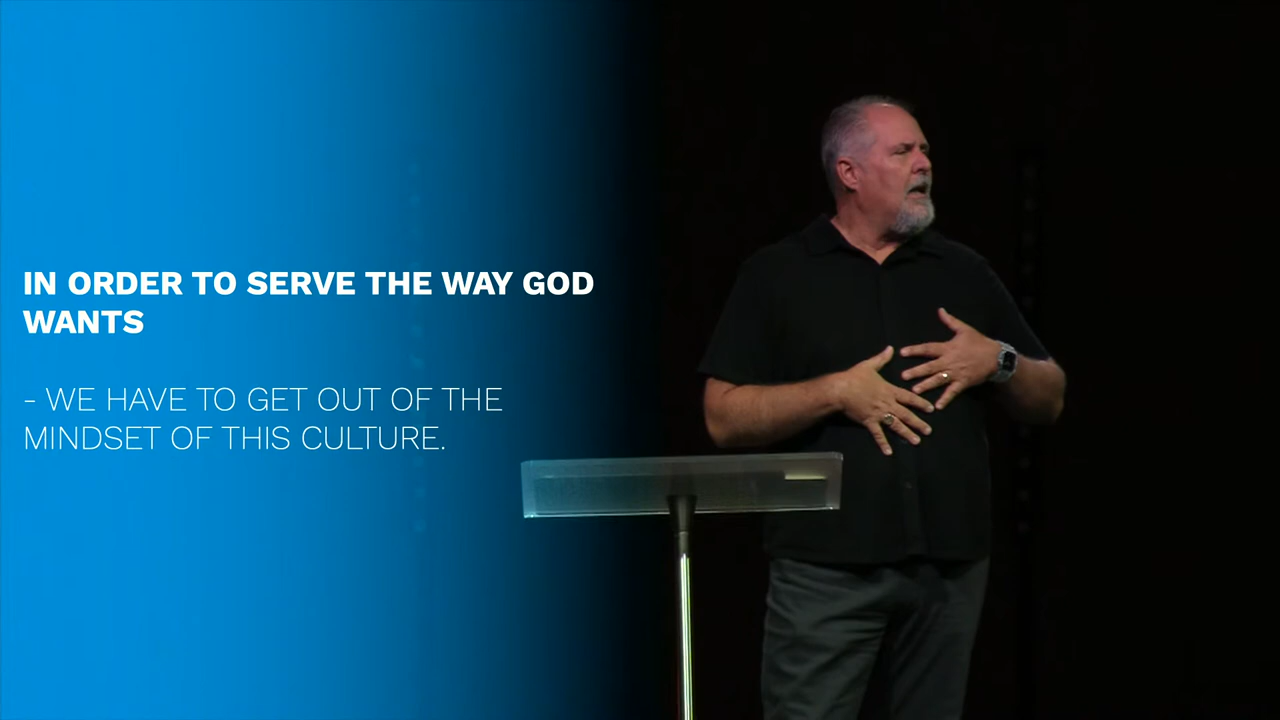 IN ORDER TO SERVE THE WAY GOD
WANTS
- WE HAVE TO GET OUT OF THE
MINDSET OF THIS CULTURE.